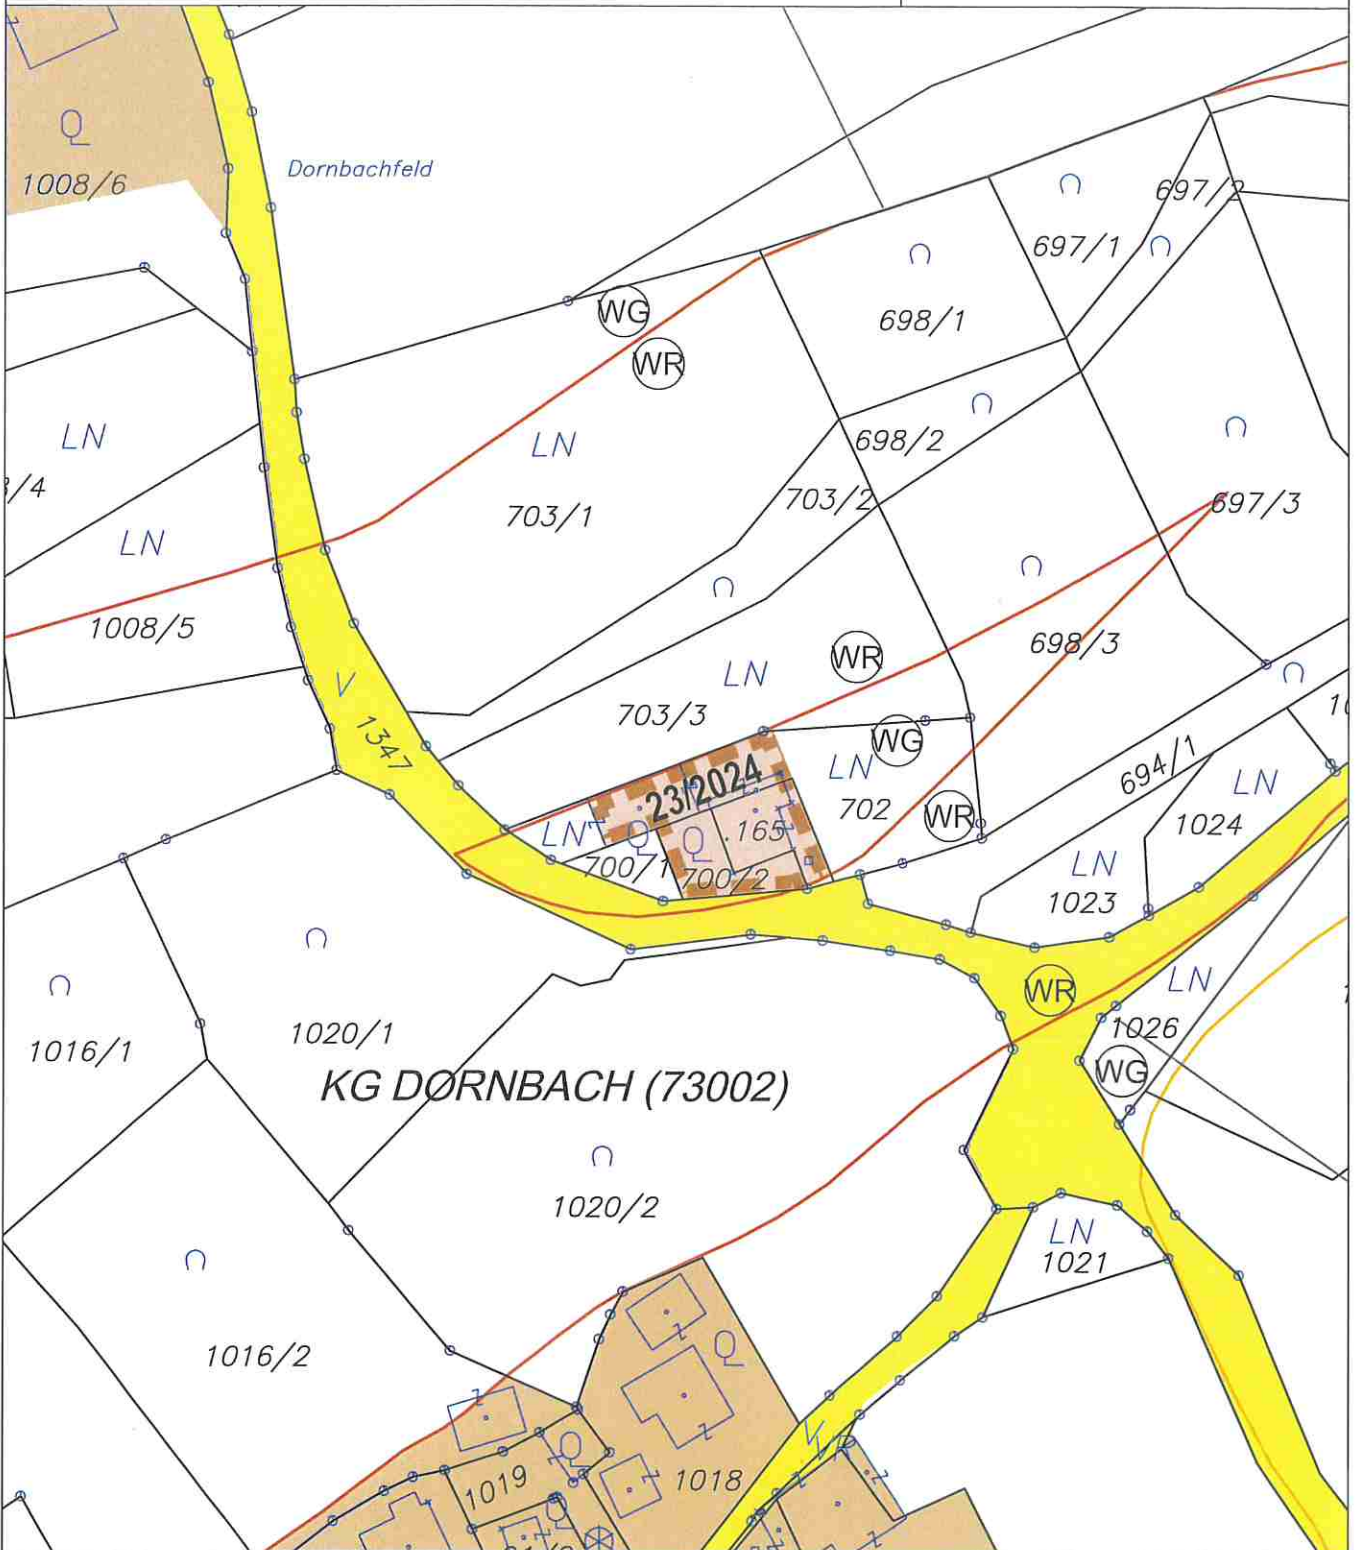 Q
1008/6
Dornbachfeld
697/2
697/1
698/1
WG
WR
LN
LN
698/2
/4
703/1
703/2
697/3
LN
1008/5
V
1347
WR
698/3
LN
703/3
WG
LN
702
694/1
23/2024
LN
1024
WR
LN
Q
Q
.165
700/1
700/2
LN
1023
WR
LN
1026
WG
1016/1
1020/1
KG DORNBACH (73002)
1020/2
LN
1021
1016/2
Q
Q
1019
1018
V
V
Q